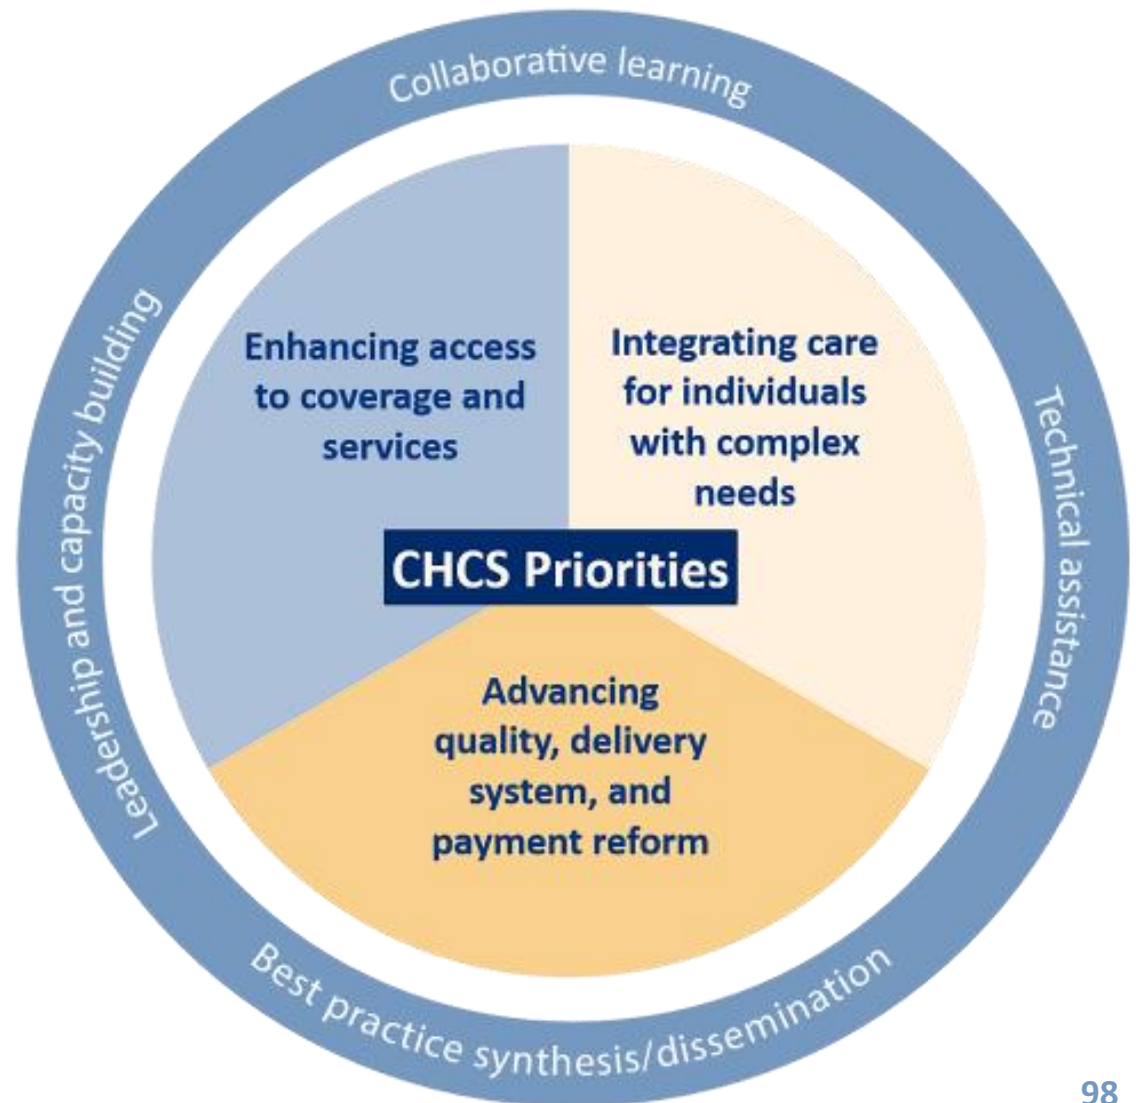 Collaborative learning
Enhancing access
to coverage and
services
Integrating care
for individuals
with complex
needs
CHCS Priorities
Advancing
quality, delivery
system, and
payment reform
Leadership and capacity building
Technical assistance
Best practice synthesis/dissemination
98